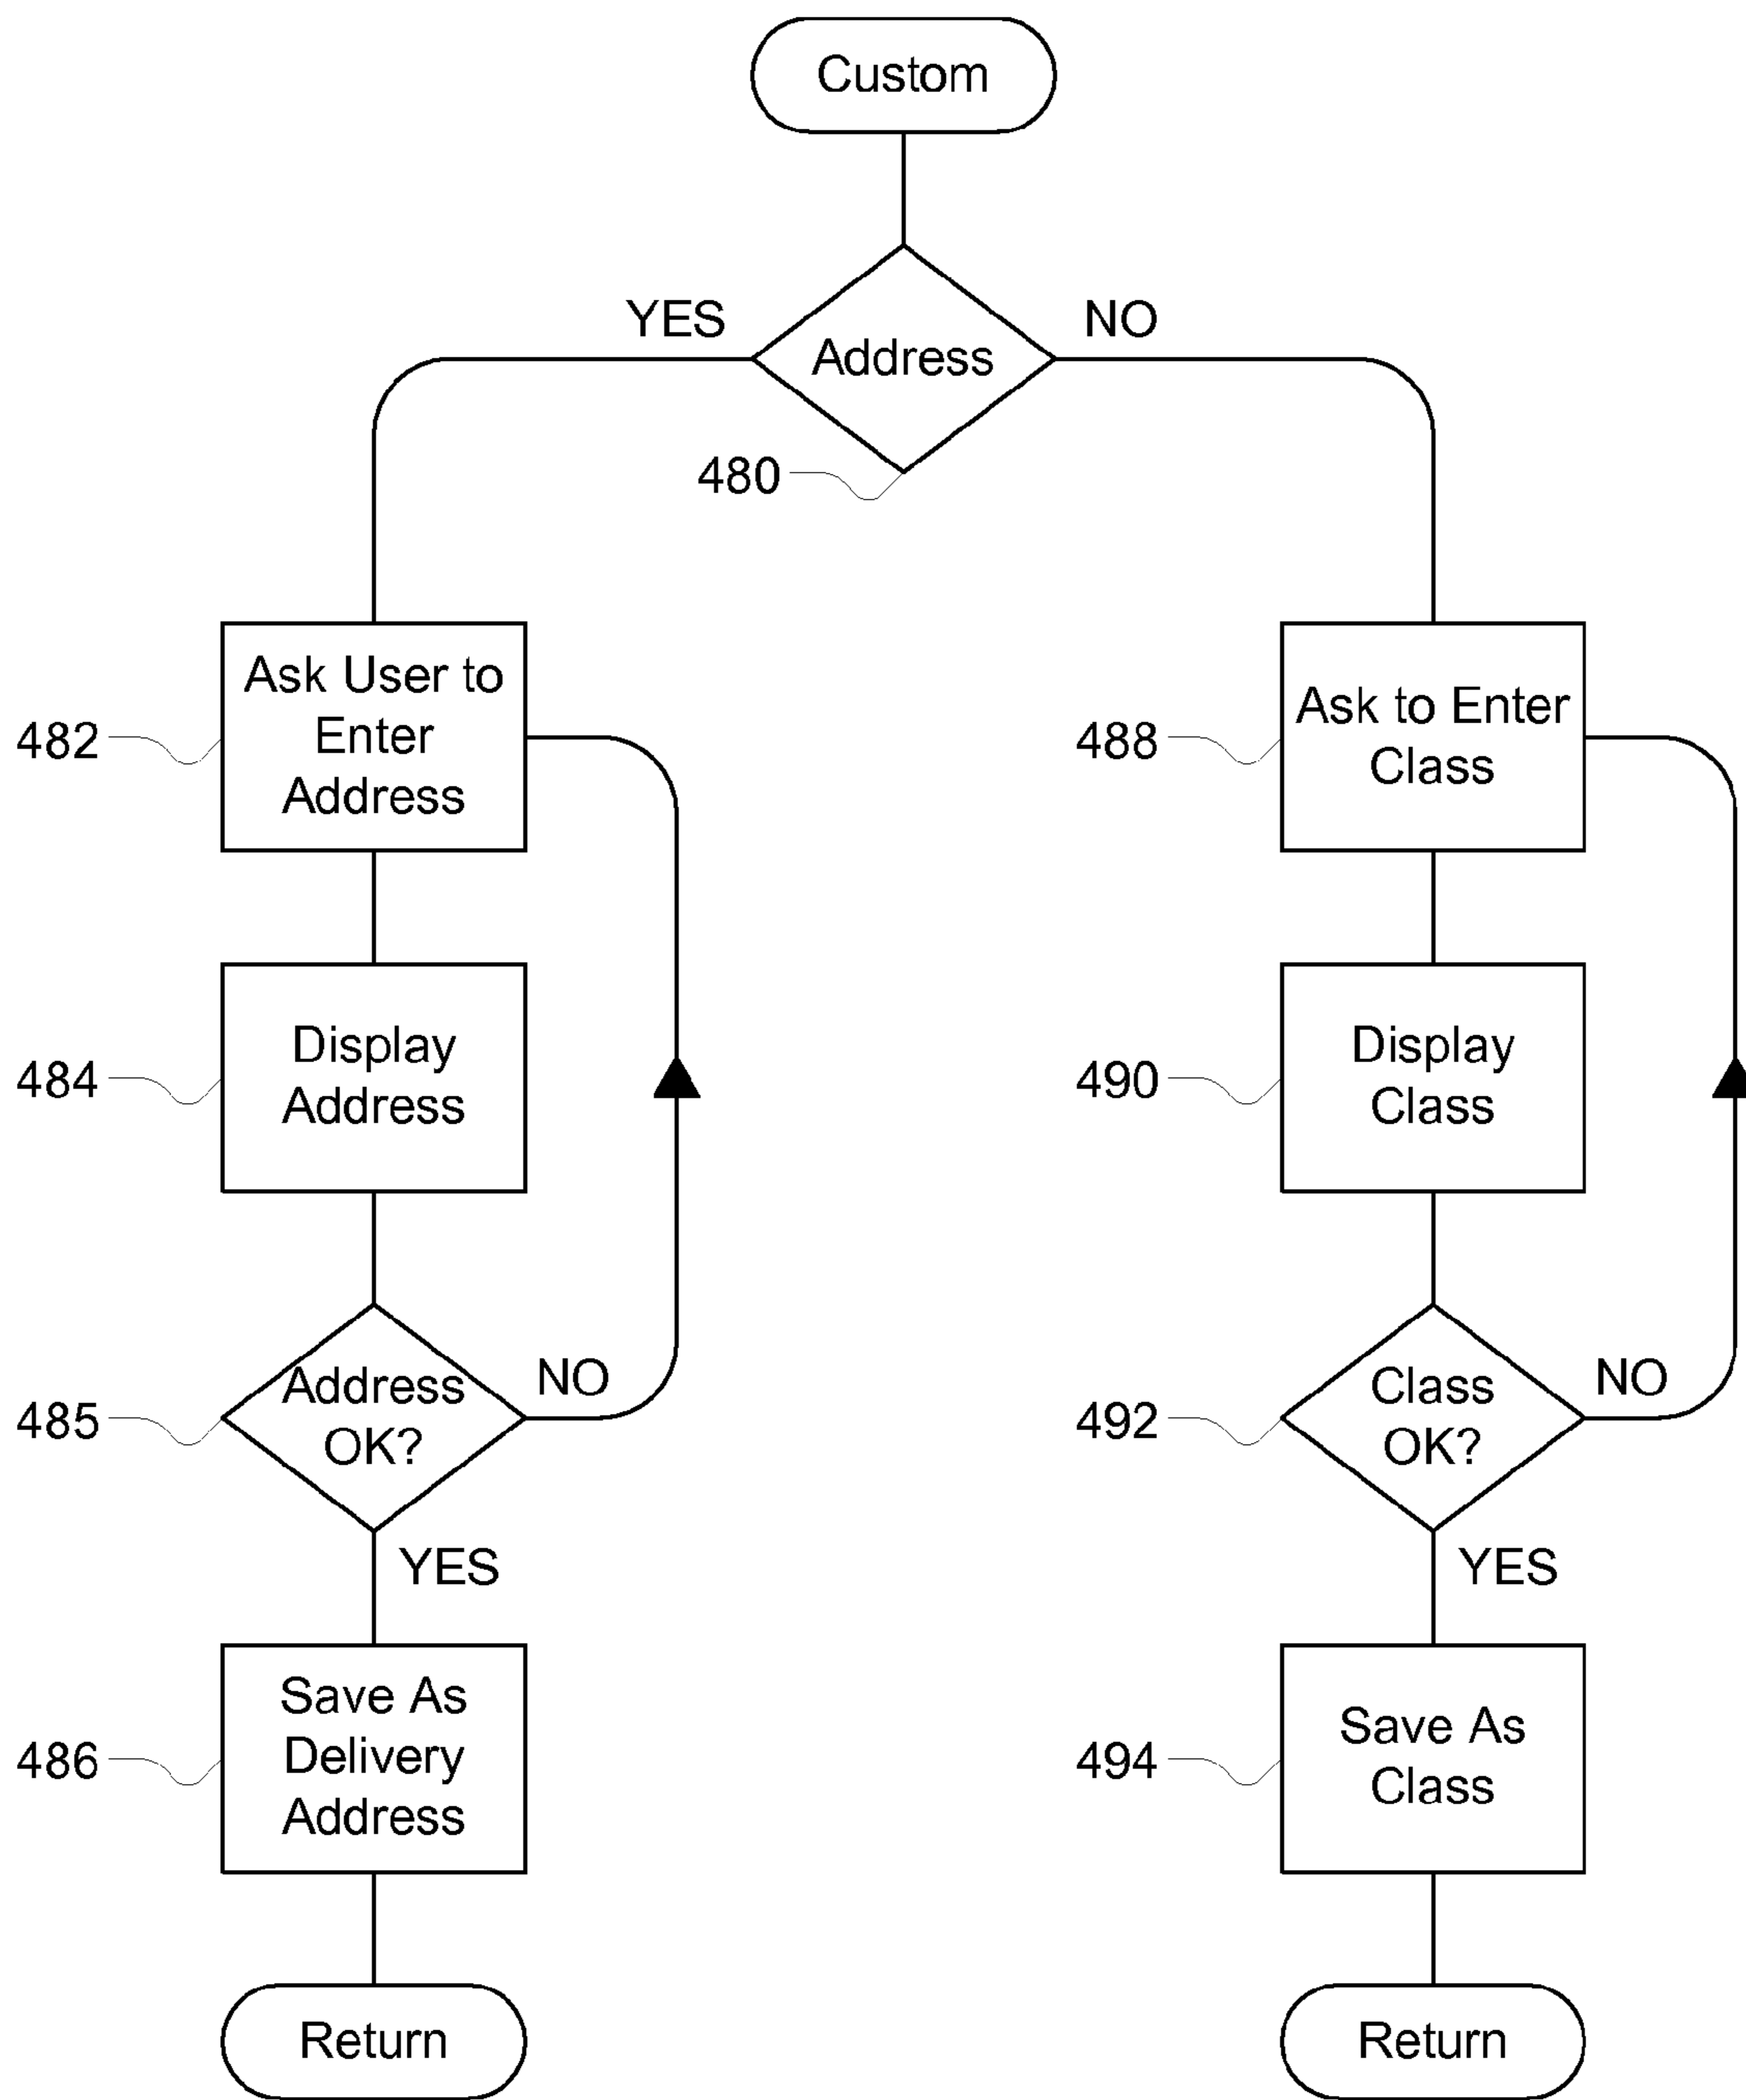 Custom
YES
NO
Address
480
Ask User to
Enter
Address
482
Ask to Enter
Class
488
Display
Address
484
Display
Class
490
Address
OK?
NO
485
YES
Class
OK?
NO
492
YES
Save As
Delivery
Address
486
Save As
Class
494
Return
Return